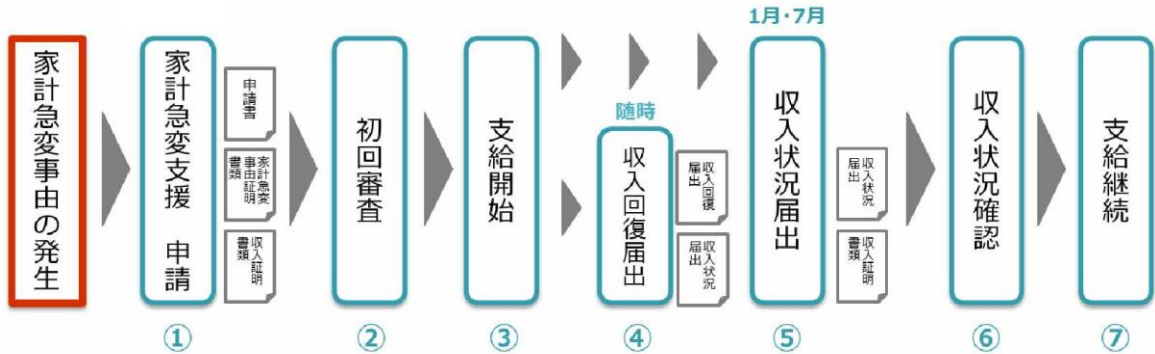 家計急変事由の発生
家計急変支援 申請
申請書
家計急変
事由証明
書類
収入証明
書類
①
初回審査
②
支給開始
③
随時
収入回復届出
収入回復
届出
収入状況
届出
④
1月・7月
収入状況届出
収入状況
届出
収入証明
書類
⑤
収入状況確認
⑥
支給継続
⑦